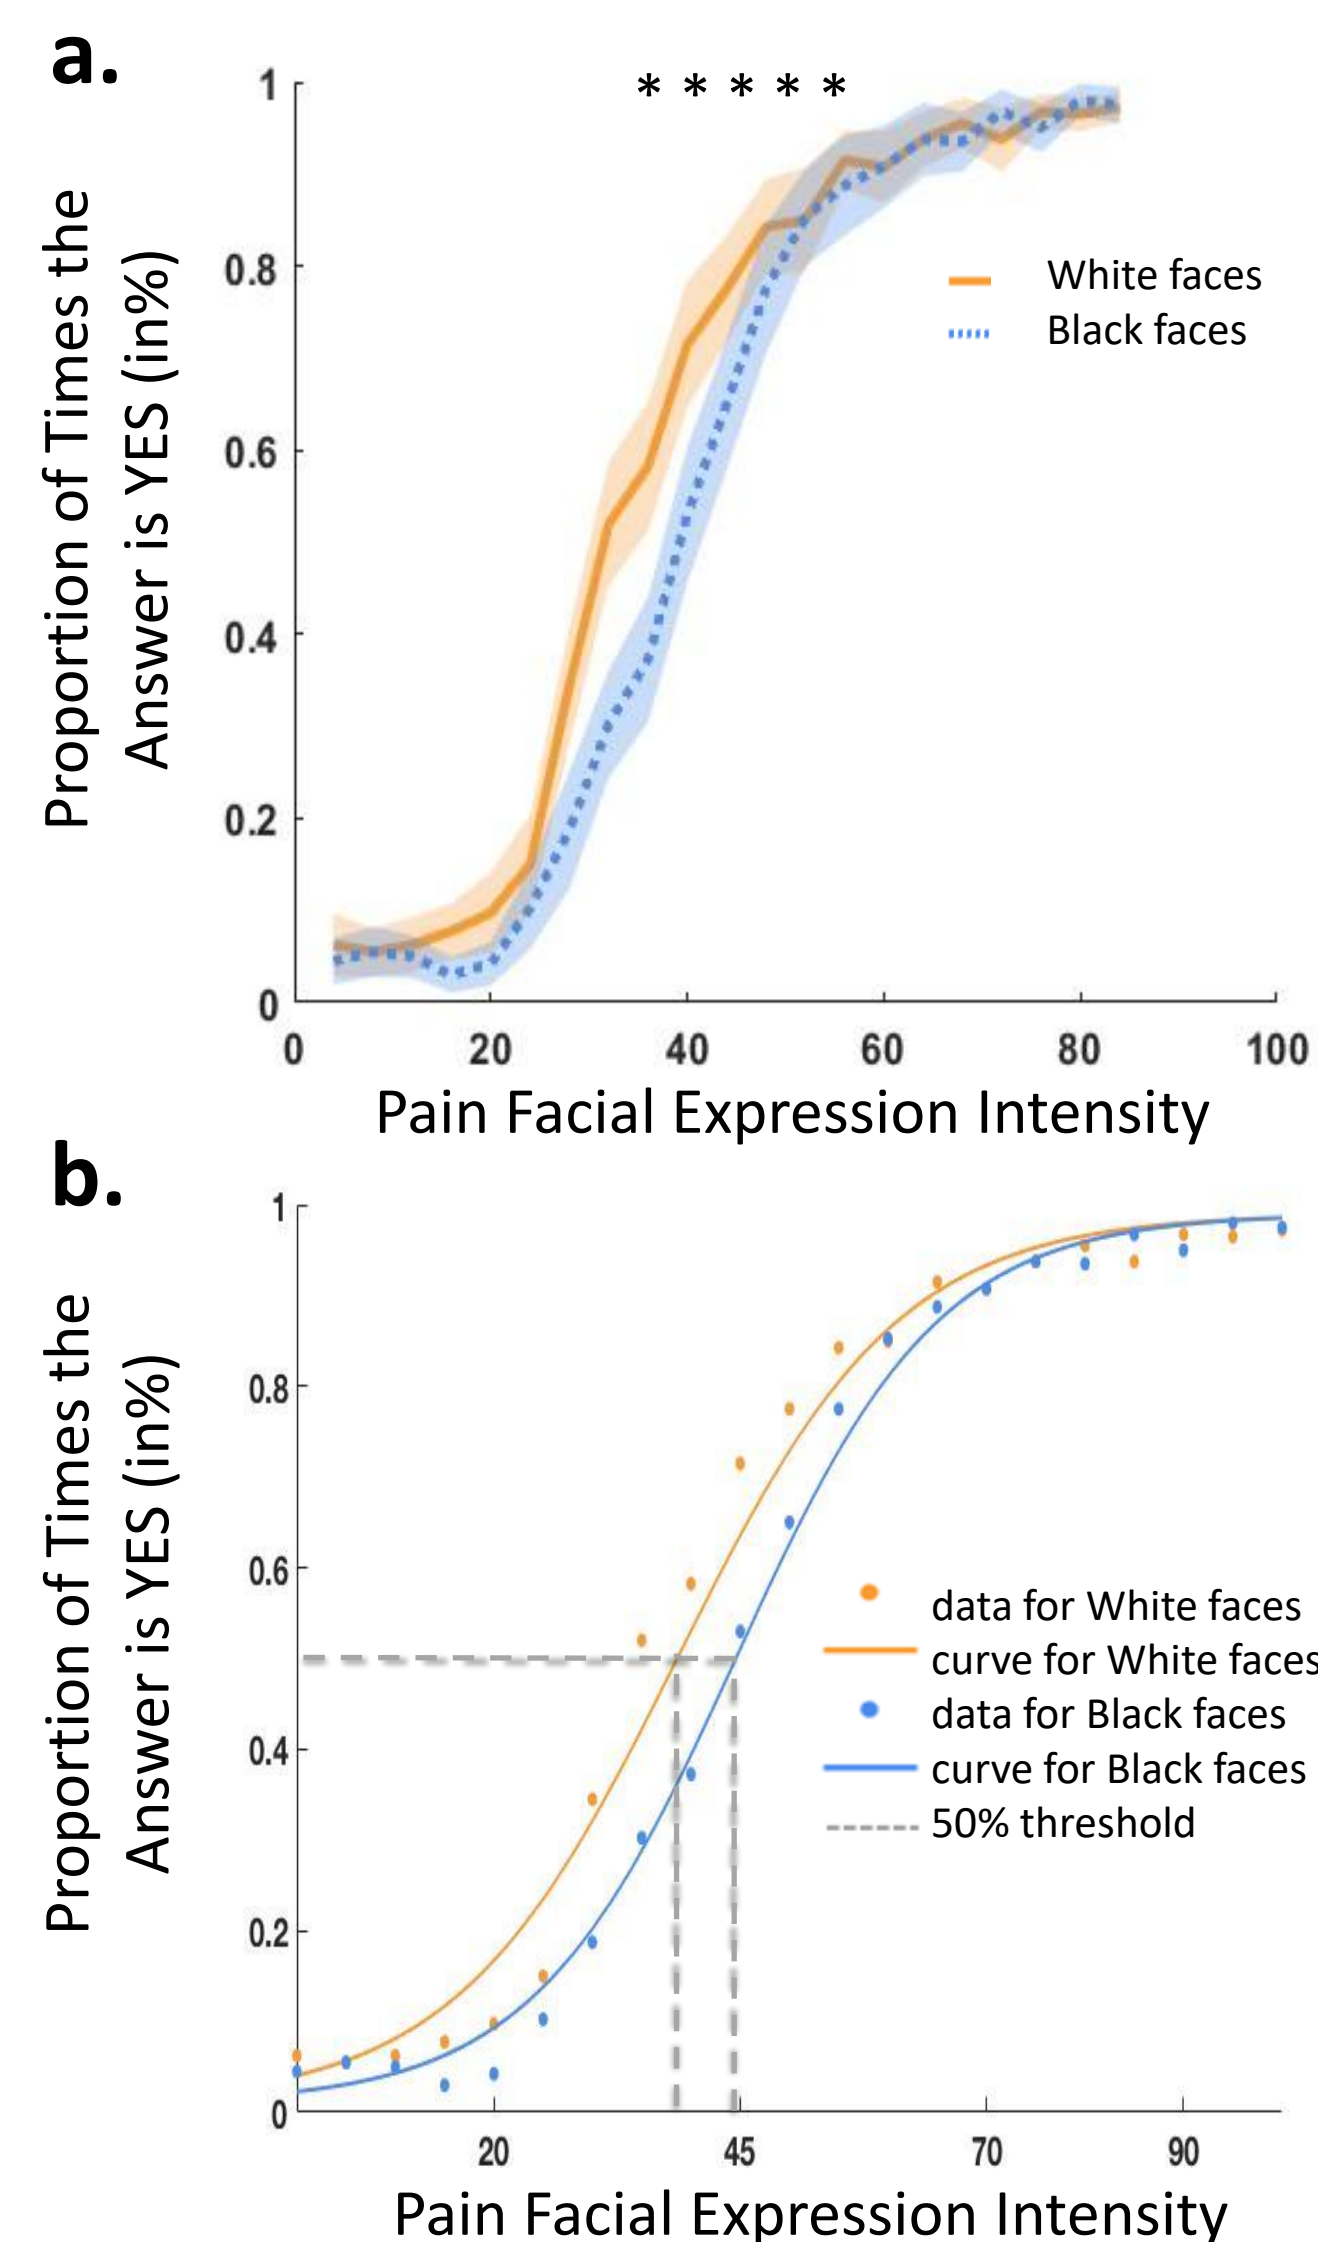 a.
* * * * *
Proportion of Times the
Answer is YES (in%)
1
0.8
0.6
0.4
0.2
0
White faces
Black faces
0 20 40 60 80 100
Pain Facial Expression Intensity
b.
Proportion of Times the
Answer is YES (in%)
1
0.8
0.6
0.4
0.2
0
data for White faces
curve for White faces
data for Black faces
curve for Black faces
50% threshold
20 45 70 90
Pain Facial Expression Intensity